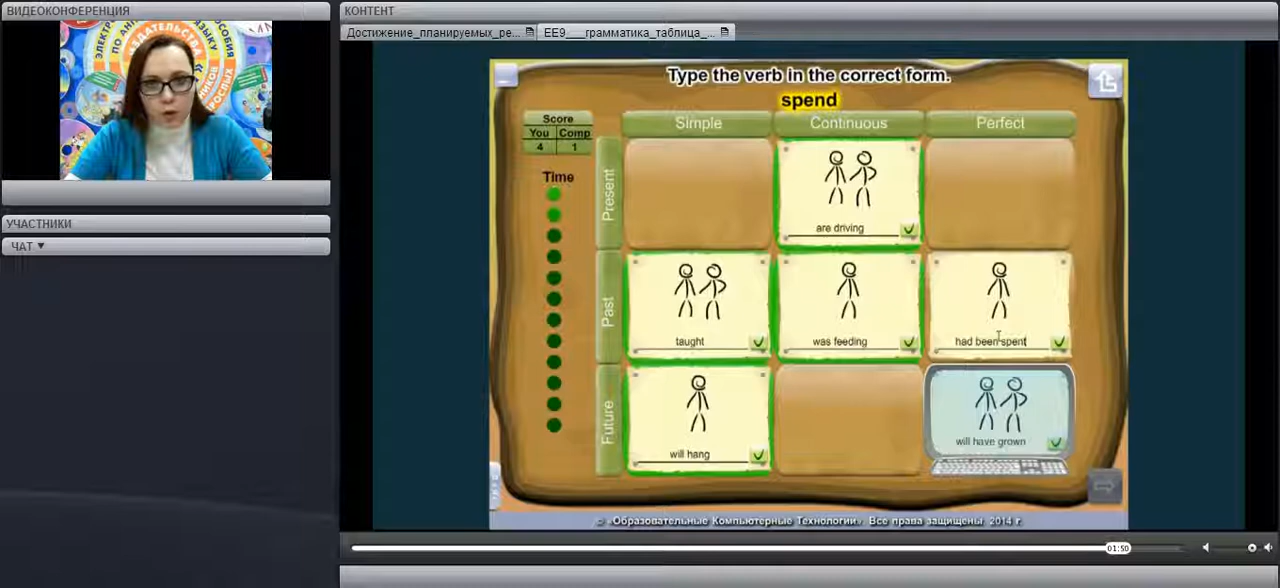 ВИДЕОКОНФЕРЕНЦИЯ
КОНТЕНТ
Достижение_планируемых_ре...
EE9___грамматика_таблица_...
ИЗДАТЕЛЬСТВА
УЧАСТНИКИ
ЧАТ
Type the verb in the correct form.
spend
Score
You Comp
4 1
Time
Simple
Continuous
Perfect
Present
are driving
Past
taught
was feeding
had been spent
Future
will hang
will have grown
© «Образовательные Компьютерные Технологии». Все права защищены 2014 г.
01:50